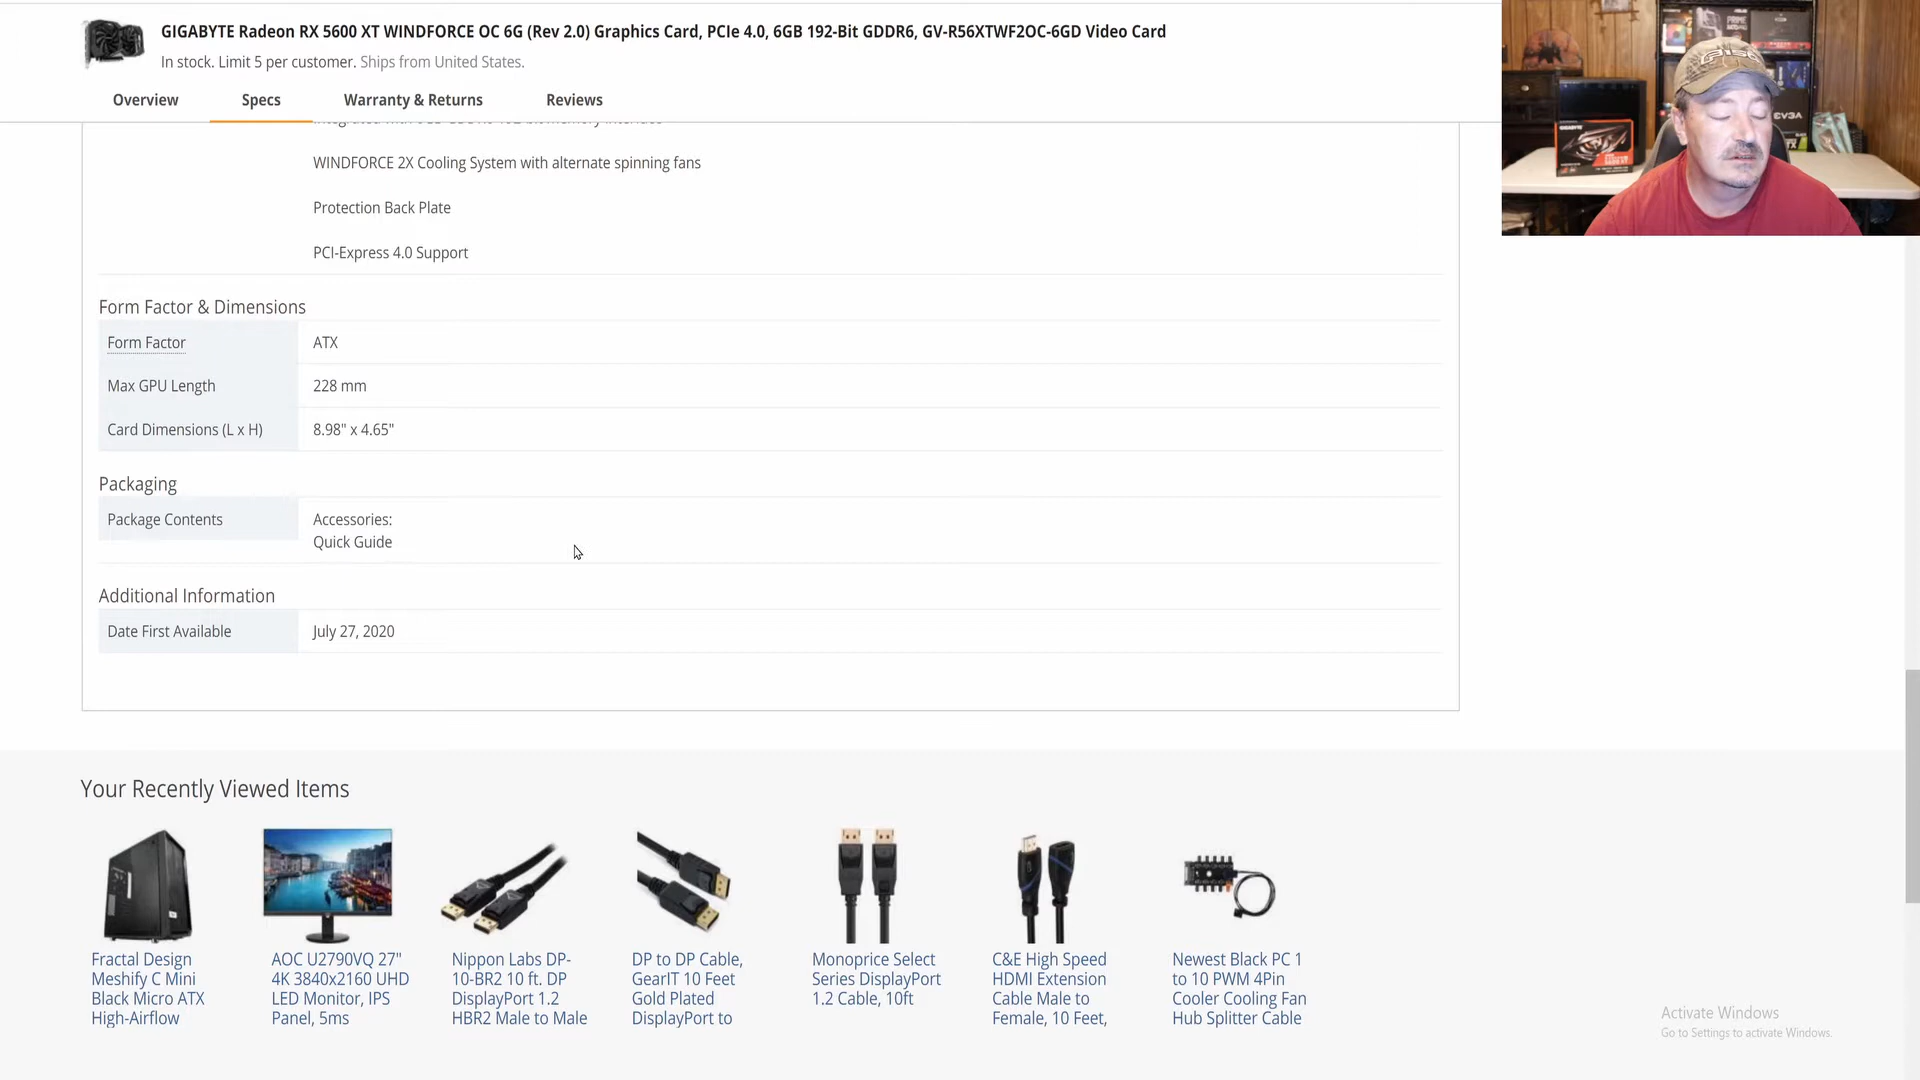 GIGABYTE Radeon RX 5600 XT WINDFORCE OC 6G (Rev 2.0) Graphics Card, PCIe 4.0, 6GB 192-Bit GDDR6, GV-R56XTWF2OC-6GD Video Card
In stock. Limit 5 per customer. Ships from United States.
Overview Specs Warranty & Returns Reviews
WINDFORCE 2X Cooling System with alternate spinning fans
Protection Back Plate
PCI-Express 4.0 Support
Form Factor & Dimensions
Form Factor ATX
Max GPU Length 228 mm
Card Dimensions (L x H) 8.98" x 4.65"
Packaging
Package Contents Accessories:
Quick Guide
Additional Information
Date First Available July 27, 2020
Your Recently Viewed Items
Fractal Design
Meshify C Mini
Black Micro ATX
High-Airflow
AOC U2790VQ 27"
4K 3840x2160 UHD
LED Monitor, IPS
Panel, 5ms
Nippon Labs DP-
10-BR2 10 ft. DP
DisplayPort 1.2
HBR2 Male to Male
DP to DP Cable,
GearIT 10 Feet
Gold Plated
DisplayPort to
Monoprice Select
Series DisplayPort
1.2 Cable, 10ft
C&E High Speed
HDMI Extension
Cable Male to
Female, 10 Feet,
Newest Black PC 1
to 10 PWM 4Pin
Cooler Cooling Fan
Hub Splitter Cable
Activate Windows
Go to Settings to activate Windows.
GIGABYTE
PRIME
EVGA